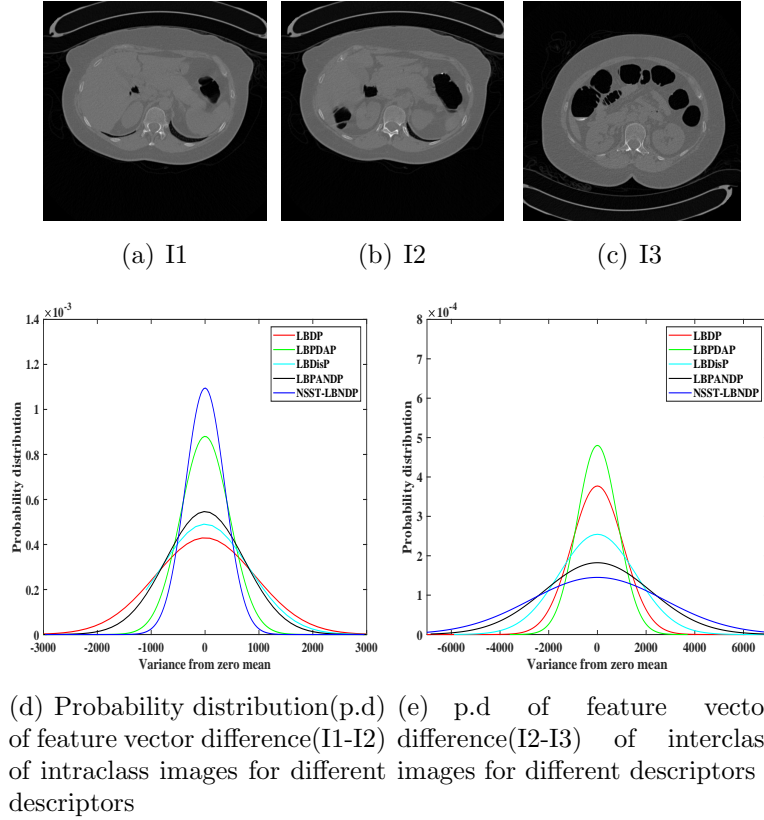 (a) I1
(b) I2
(c) I3
×10-3
1.4
1.2
1
0.8
0.6
0.4
0.2
0
-3000 -2000 -1000 0 1000 2000 3000
Variance from zero mean
Probability distribution
LBDP
LBPDAP
LBDisP
LBPANDP
NSST-LBNDP
×10-4
8
7
6
5
4
3
2
1
0
-6000 -4000 -2000 0 2000 4000 6000
Variance from zero mean
Probability distribution
LBDP
LBPDAP
LBDisP
LBPANDP
NSST-LBNDP
(d) Probability distribution(p.d)
of feature vector difference(I1-I2)
of intraclass images for different
descriptors
(e) p.d of feature vecto
difference(I2-I3) of interclas
images for different descriptors